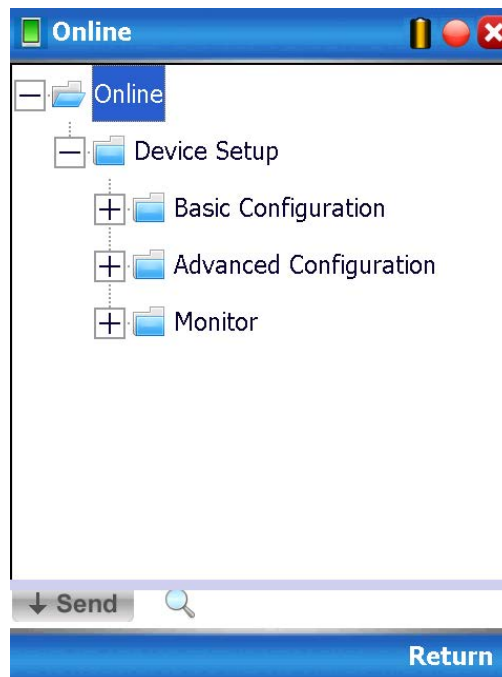 Online
Online
Device Setup
Basic Configuration
Advanced Configuration
Monitor
Send
Return